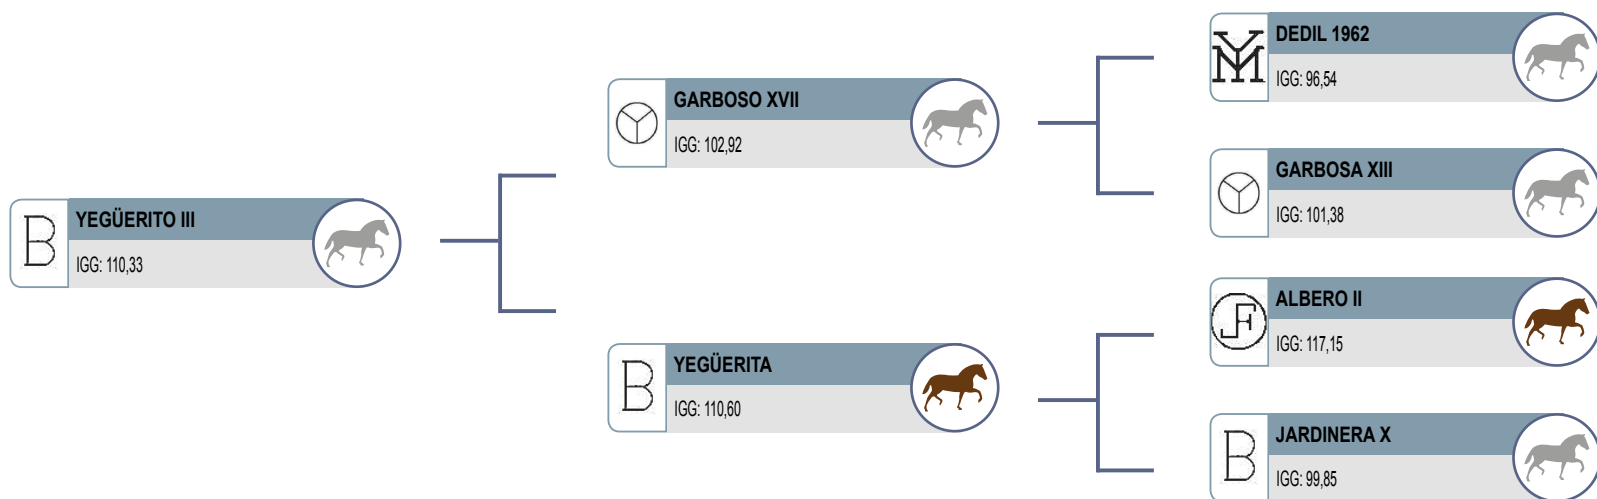 DEDIL 1962
IGG: 96,54
GARBOSO XVII
IGG: 102,92
GARBOSA XIII
IGG: 101,38
B
YEGÜERITO III
IGG: 110,33
ALBERO II
IGG: 117,15
B
YEGÜERITA
IGG: 110,60
B
JARDINERA X
IGG: 99,85